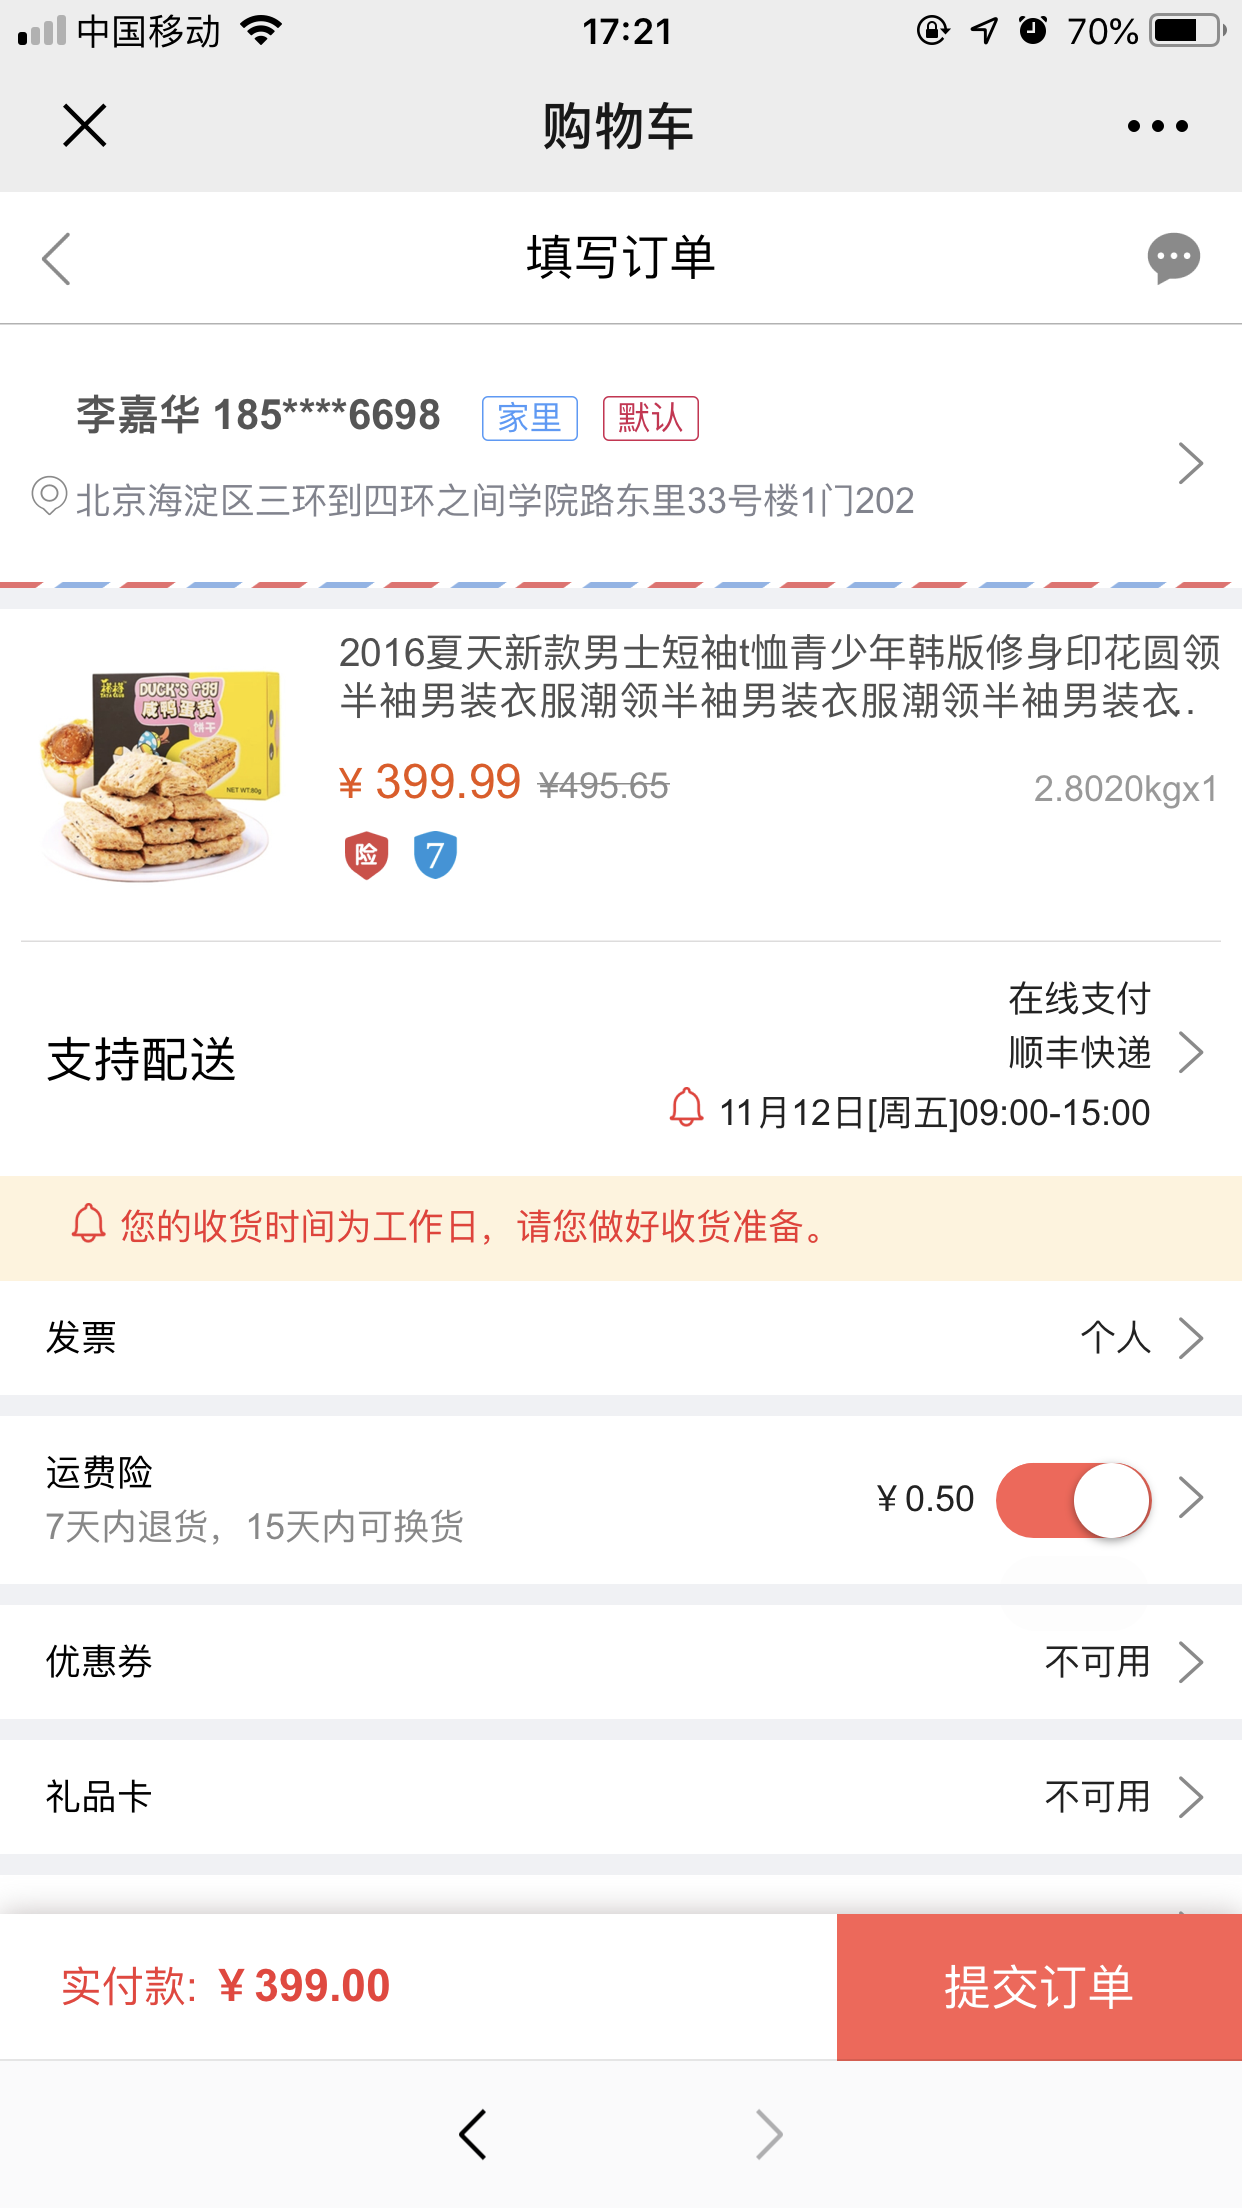 中国移动
17:21
70%
购物车
填写订单
李嘉华 185****6698 家里 默认
北京海淀区三环到四环之间学院路东里33号楼1门202
2016夏天新款男士短袖t恤青少年韩版修身印花圆领
半袖男装衣服潮领半袖男装衣服潮领半袖男装衣..
DUCK'S egg
咸鸭蛋黄
饼干
NET WT:80g
¥ 399.99 ¥495.65
2.8020kgx1
险 7
在线支付
支持配送
顺丰快递
11月12日[周五]09:00-15:00
您的收货时间为工作日，请您做好收货准备。
发票 个人
运费险
¥ 0.50
7天内退货，15天内可换货
优惠券 不可用
礼品卡 不可用
实付款: ¥ 399.00
提交订单